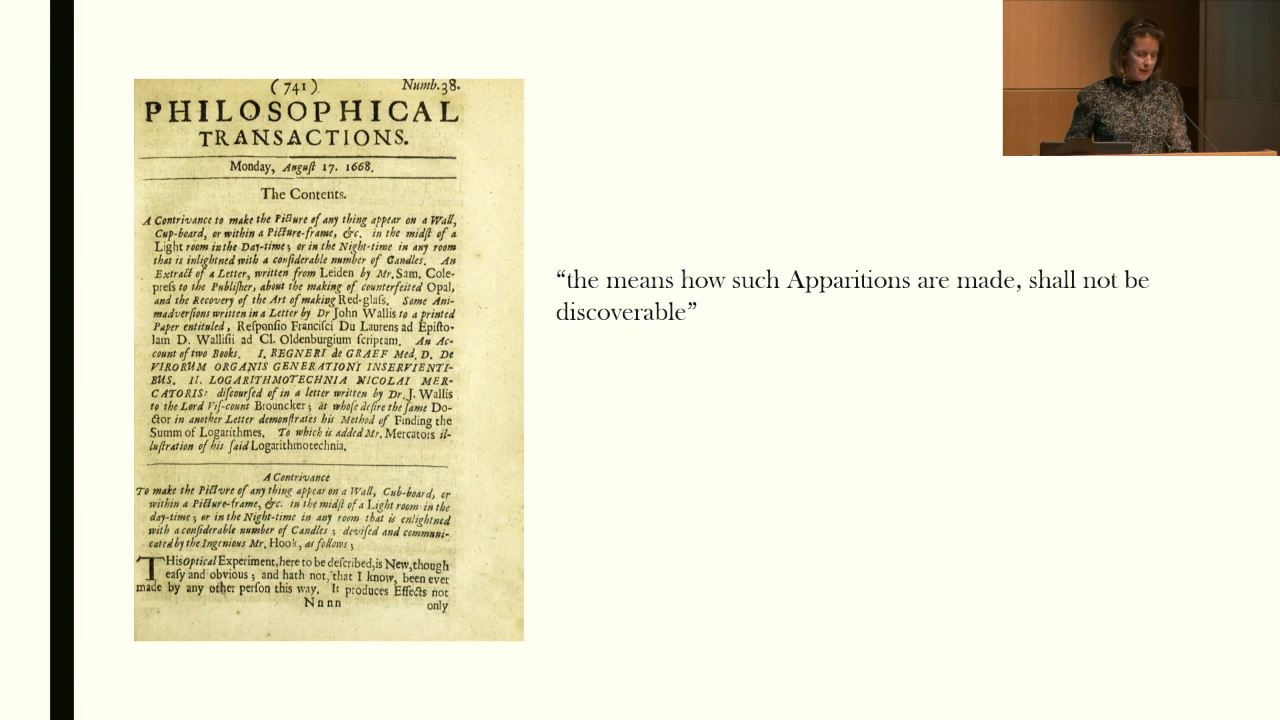 (741) Numb.38.
PHILOSOPHICAL
TRANSACTIONS.
Monday, Auguſt 17. 1668.
The Contents.
A Contrivance to make the Picture of any thing appear on a Wall,
Cup-board, or within a Picture-frame, &c. in the midſt of a
Light room in the Day-time; or in the Night-time in any room
that is inlightned with a conſiderable number of Candles. An
Extract of a Letter, written from Leiden by Mr. Sam. Cole-
preſs to the Publiſher, about the making of counterfeited Opal,
and the Recovery of the Art of making Red-glaſs. Some Ani-
madverſions written in a Letter by Dr John Wallis to a printed
Paper entituled, Reſponſio Franciſci Du Laurens ad Epiſto-
lam D. Walliſii ad Cl. Oldenburgium ſcriptam. An Ac-
count of two Books. I. REGNERI de GRAEF Med. D. De
VIRORUM ORGANIS GENERATIONI INSERVIENTI-
BUS. II. LOGARITHMOTECHNIA NICOLAI MER-
CATORIS: diſcourſed of in a letter written by Dr. J. Wallis
to the Lord Viſ-count Brouncker; at whoſe deſire the ſame Do-
ctor in another Letter demonſtrates his Method of Finding the
Summ of Logarithmes. To which is added Mr. Mercators il-
luſtration of his ſaid Logarithmotechnia.
A Contrivance
To make the Picture of any thing appear on a Wall, Cub-board, or
within a Picture-frame, &c. in the midſt of a Light room in the
day-time; or in the Night-time in any room that is enlightned
with a conſiderable number of Candles; deviſed and communi-
cated by the Ingenious Mr. Hook, as follows;
THis Optical Experiment, here to be deſcribed, is New, though
eaſy and obvious; and hath not, that I know, been ever
made by any other perſon this way. It produces Effects not
Nnnn only
“the means how such Apparitions are made, shall not be
discoverable”